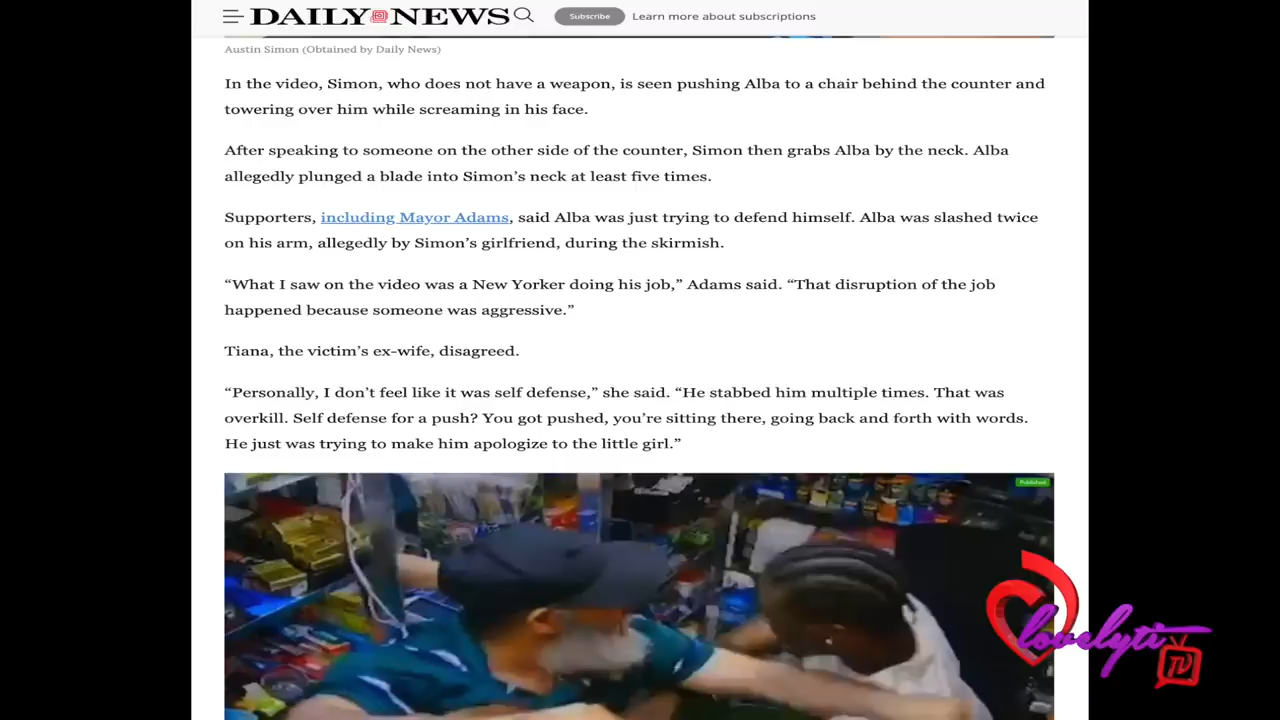 DAILY NEWS Subscribe Learn more about subscriptions
Austin Simon (Obtained by Daily News)
In the video, Simon, who does not have a weapon, is seen pushing Alba to a chair behind the counter and
towering over him while screaming in his face.
After speaking to someone on the other side of the counter, Simon then grabs Alba by the neck. Alba
allegedly plunged a blade into Simon’s neck at least five times.
Supporters, including Mayor Adams, said Alba was just trying to defend himself. Alba was slashed twice
on his arm, allegedly by Simon’s girlfriend, during the skirmish.
“What I saw on the video was a New Yorker doing his job,” Adams said. “That disruption of the job
happened because someone was aggressive.”
Tiana, the victim’s ex-wife, disagreed.
“Personally, I don’t feel like it was self defense,” she said. “He stabbed him multiple times. That was
overkill. Self defense for a push? You got pushed, you’re sitting there, going back and forth with words.
He just was trying to make him apologize to the little girl.”
Published
lovelyti
TV